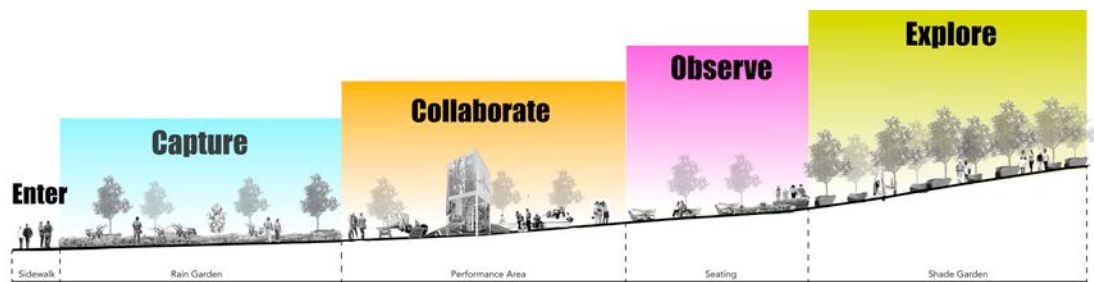 Enter
Capture
Collaborate
Observe
Explore
Sidewalk
Rain Garden
Performance Area
Seating
Shade Garden